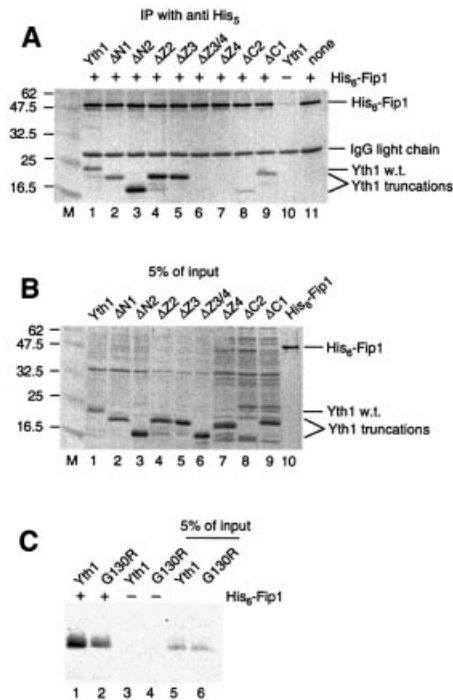 IP with anti His₅
A
Yth1 ΔN1 ΔN2 ΔZ2 ΔZ3 ΔZ3/4 ΔZ4 ΔC2 ΔC1 Yth1 none
+ + + + + + + + + − + His₆-Fip1
62
47.5
His₆-Fip1
32.5
IgG light chain
25
Yth1 w.t.
16.5
Yth1 truncations
M 1 2 3 4 5 6 7 8 9 10 11
B
5% of input
Yth1 ΔN1 ΔN2 ΔZ2 ΔZ3 ΔZ3/4 ΔZ4 ΔC2 ΔC1 His₆-Fip1
62
47.5
His₆-Fip1
32.5
25
Yth1 w.t.
16.5
Yth1 truncations
M 1 2 3 4 5 6 7 8 9 10
C
5% of input
Yth1 G130R Yth1 G130R Yth1 G130R
+ + − − His₆-Fip1
1 2 3 4 5 6